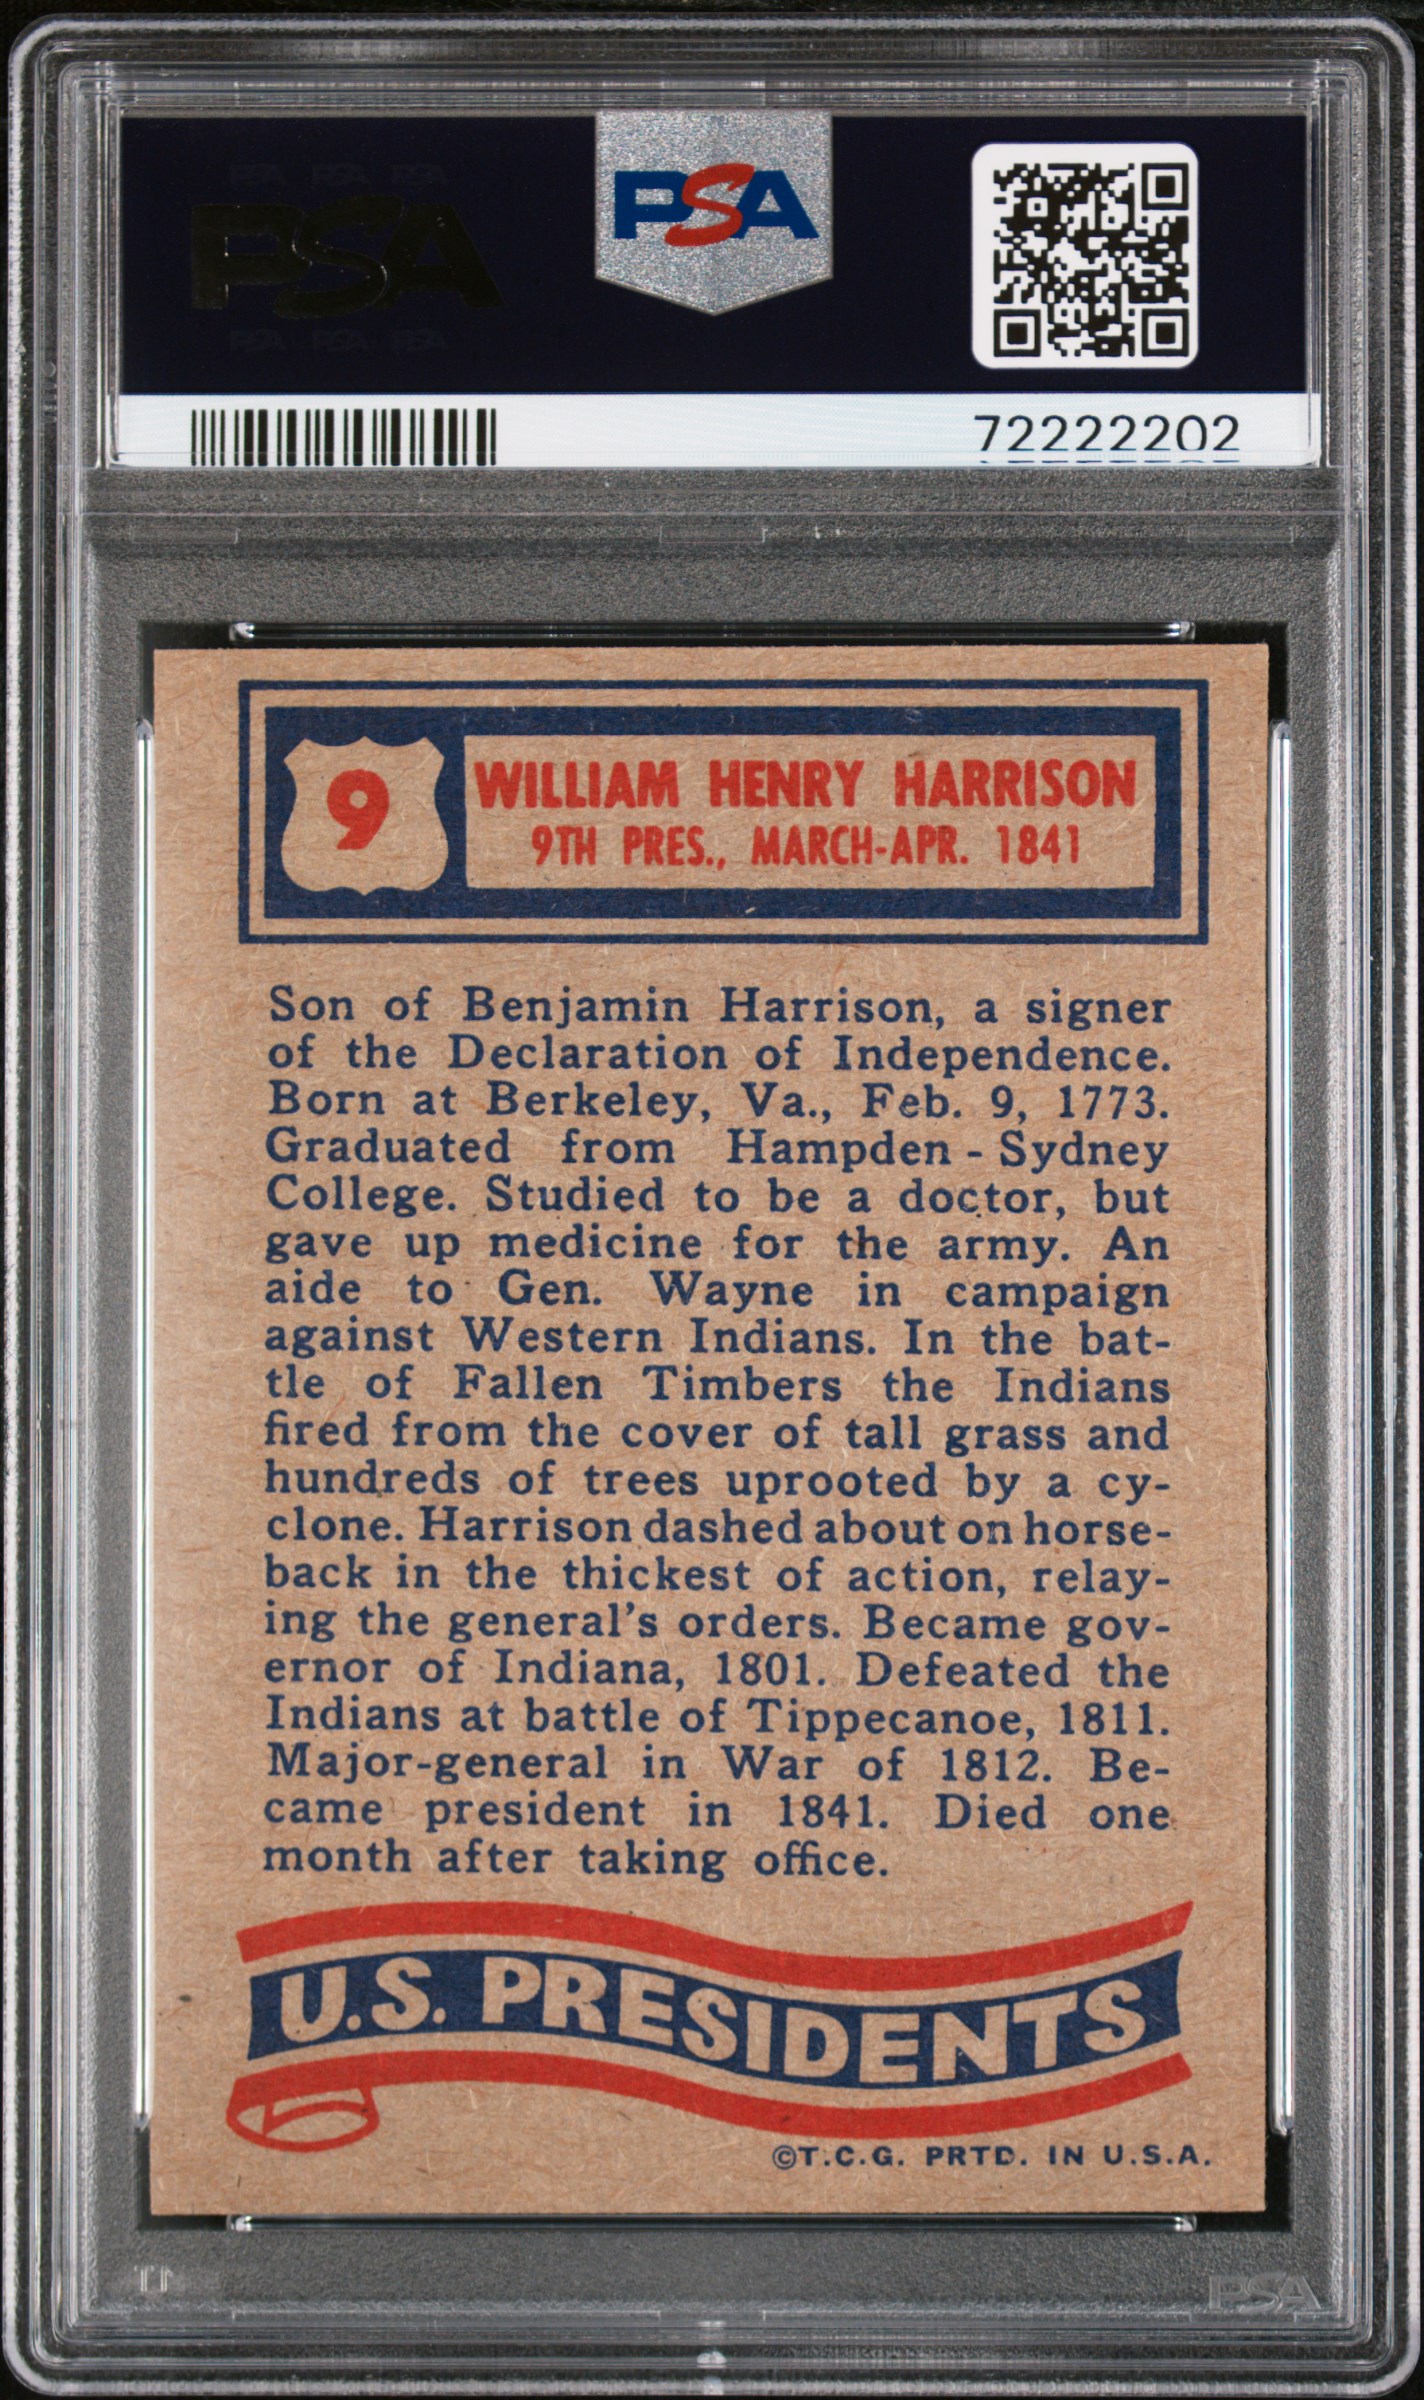 PSA PSA PSA
PSA
PSA PSA PSA
PSA
72222202
9
WILLIAM HENRY HARRISON
9TH PRES., MARCH-APR. 1841
Son of Benjamin Harrison, a signer
of the Declaration of Independence.
Born at Berkeley, Va., Feb. 9, 1773.
Graduated from Hampden - Sydney
College. Studied to be a doctor, but
gave up medicine for the army. An
aide to Gen. Wayne in campaign
against Western Indians. In the bat-
tle of Fallen Timbers the Indians
fired from the cover of tall grass and
hundreds of trees uprooted by a cy-
clone. Harrison dashed about on horse-
back in the thickest of action, relay-
ing the general's orders. Became gov-
ernor of Indiana, 1801. Defeated the
Indians at battle of Tippecanoe, 1811.
Major-general in War of 1812. Be-
came president in 1841. Died one
month after taking office.
U.S. PRESIDENTS
©T.C.G. PRTD. IN U.S.A.
PSA